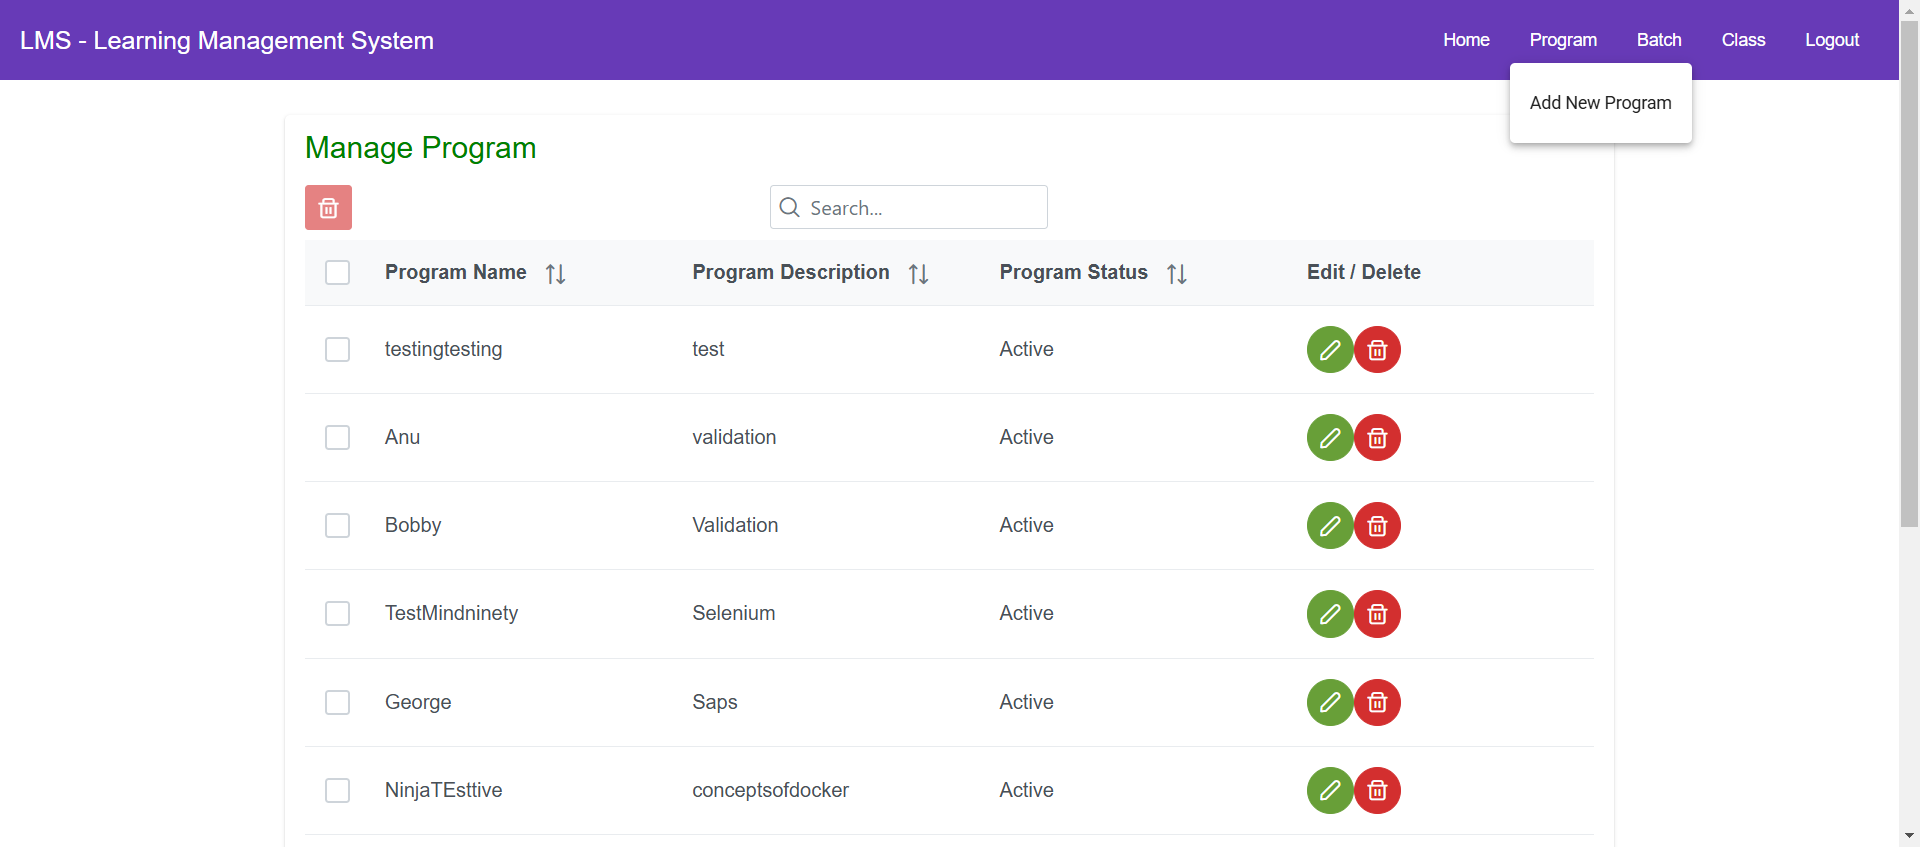 LMS - Learning Management System
Home Program Batch Class Logout
Add New Program
Manage Program
Search...
Program Name Program Description Program Status Edit / Delete
testingtesting test Active
Anu validation Active
Bobby Validation Active
TestMindninety Selenium Active
George Saps Active
NinjaTEsttive conceptsofdocker Active